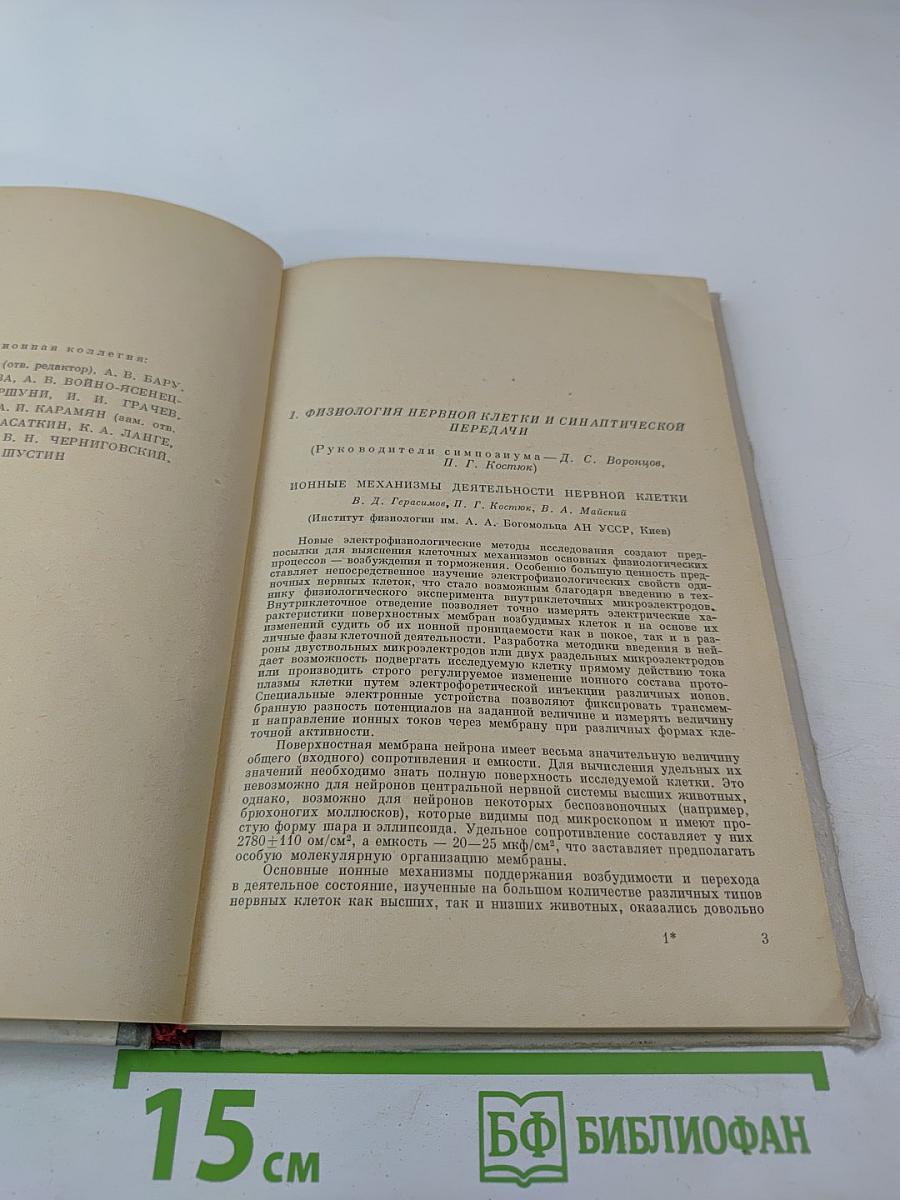 ионная коллегия:
(отв. редактор), А. В. БАРУ,
ВА, А. В. ВОЙНО-ЯСЕНЕЦ-
РШУНИ, И. И. ГРАЧЕВ,
А. И. КАРАМЯН (зам. отв.
АСАТКИН, К. А. ЛАНГЕ,
В. Н. ЧЕРНИГОВСКИЙ,
ШУСТИН
1. ФИЗИОЛОГИЯ НЕРВНОЙ КЛЕТКИ И СИНАПТИЧЕСКОЙ
ПЕРЕДАЧИ
(Руководители симпозиума — Д. С. Воронцов,
П. Г. Костюк)
ИОННЫЕ МЕХАНИЗМЫ ДЕЯТЕЛЬНОСТИ НЕРВНОЙ КЛЕТКИ
В. Д. Герасимов, П. Г. Костюк, В. А. Майский
(Институт физиологии им. А. А. Богомольца АН УССР, Киев)
Новые электрофизиологические методы исследования создают пред-
посылки для выяснения клеточных механизмов основных физиологических
процессов — возбуждения и торможения. Особенно большую ценность пред-
ставляет непосредственное изучение электрофизиологических свойств оди-
ночных нервных клеток, что стало возможным благодаря введению в тех-
нику физиологического эксперимента внутриклеточных микроэлектродов.
Внутриклеточное отведение позволяет точно измерять электрические ха-
рактеристики поверхностных мембран возбудимых клеток и на основе их
изменений судить об их ионной проницаемости как в покое, так и в раз-
личные фазы клеточной деятельности. Разработка методики введения в ней-
роны двуствольных микроэлектродов или двух раздельных микроэлектродов
дает возможность подвергать исследуемую клетку прямому действию тока
или производить строго регулируемое изменение ионного состава прото-
плазмы клетки путем электрофоретической инъекции различных ионов.
Специальные электронные устройства позволяют фиксировать трансмем-
бранную разность потенциалов на заданной величине и измерять величину
и направление ионных токов через мембрану при различных формах кле-
точной активности.
Поверхностная мембрана нейрона имеет весьма значительную величину
общего (входного) сопротивления и емкости. Для вычисления удельных их
значений необходимо знать полную поверхность исследуемой клетки. Это
невозможно для нейронов центральной нервной системы высших животных,
однако, возможно для нейронов некоторых беспозвоночных (например,
брюхоногих моллюсков), которые видимы под микроскопом и имеют про-
стую форму шара и эллипсоида. Удельное сопротивление составляет у них
2780±110 ом/см², а емкость — 20—25 мкф/см², что заставляет предполагать
особую молекулярную организацию мембраны.
Основные ионные механизмы поддержания возбудимости и перехода
в деятельное состояние, изученные на большом количестве различных типов
нервных клеток как высших, так и низших животных, оказались довольно
1* 3
15 см
БФ БИБЛИОФАН